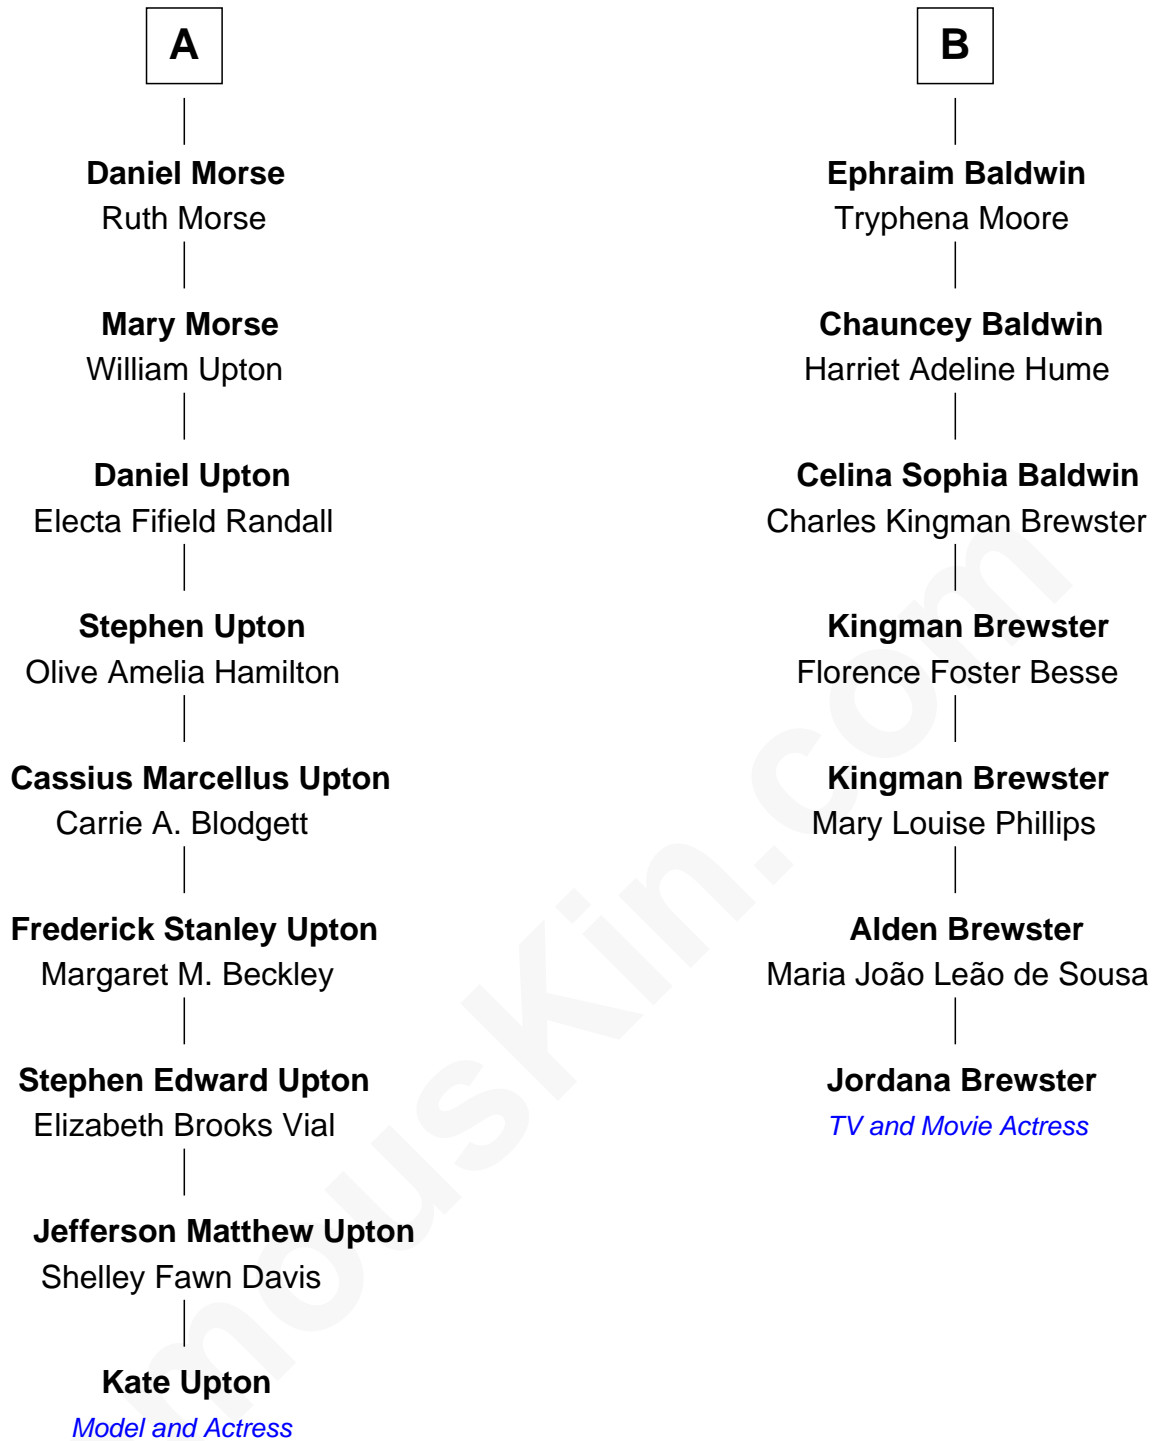 A
Daniel Morse
Ruth Morse
Mary Morse
William Upton
Daniel Upton
Electa Fifield Randall
Stephen Upton
Olive Amelia Hamilton
Cassius Marcellus Upton
Carrie A. Blodgett
Frederick Stanley Upton
Margaret M. Beckley
Stephen Edward Upton
Elizabeth Brooks Vial
Jefferson Matthew Upton
Shelley Fawn Davis
Kate Upton
Model and Actress
B
Ephraim Baldwin
Tryphena Moore
Chauncey Baldwin
Harriet Adeline Hume
Celina Sophia Baldwin
Charles Kingman Brewster
Kingman Brewster
Florence Foster Besse
Kingman Brewster
Mary Louise Phillips
Alden Brewster
Maria João Leão de Sousa
Jordana Brewster
TV and Movie Actress
mousKin.com